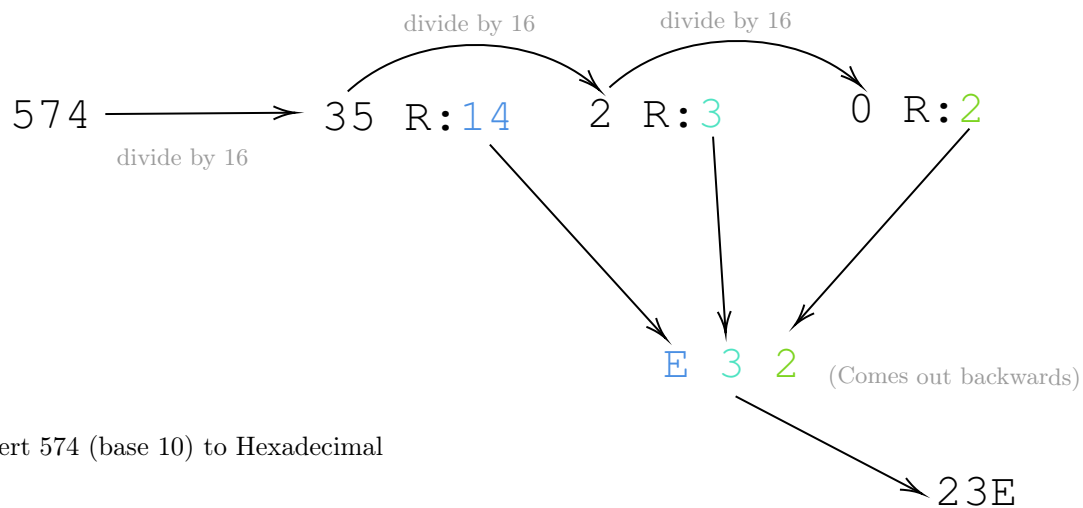 divide by 16 divide by 16
574 35 R:14 2 R:3 0 R:2
divide by 16
E 3 2 (Comes out backwards)
ert 574 (base 10) to Hexadecimal
23E